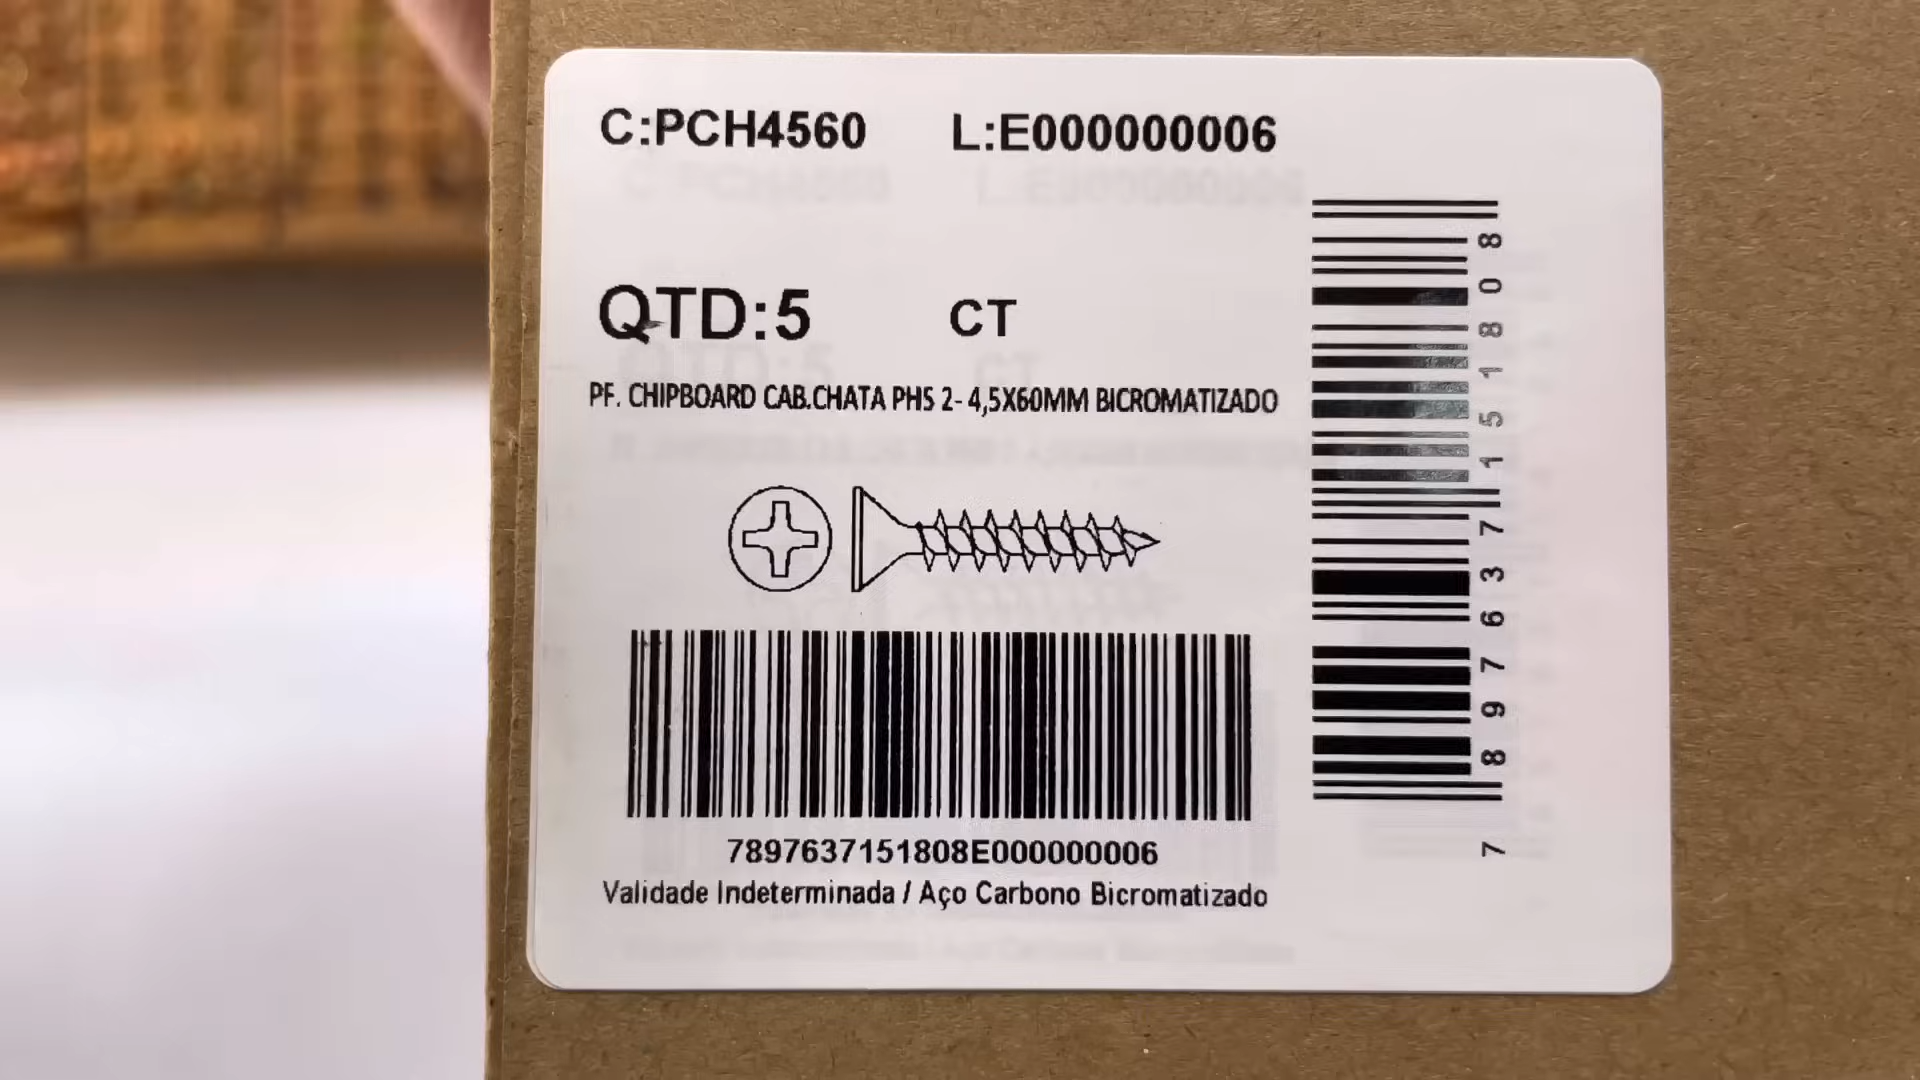 C:PCH4560 L:E000000006
QTD:5 CT
PF. CHIPBOARD CAB.CHATA PHS 2- 4,5X60MM BICROMATIZADO
7897637151808E000000006
Validade Indeterminada / Aço Carbono Bicromatizado
7 897637 151808